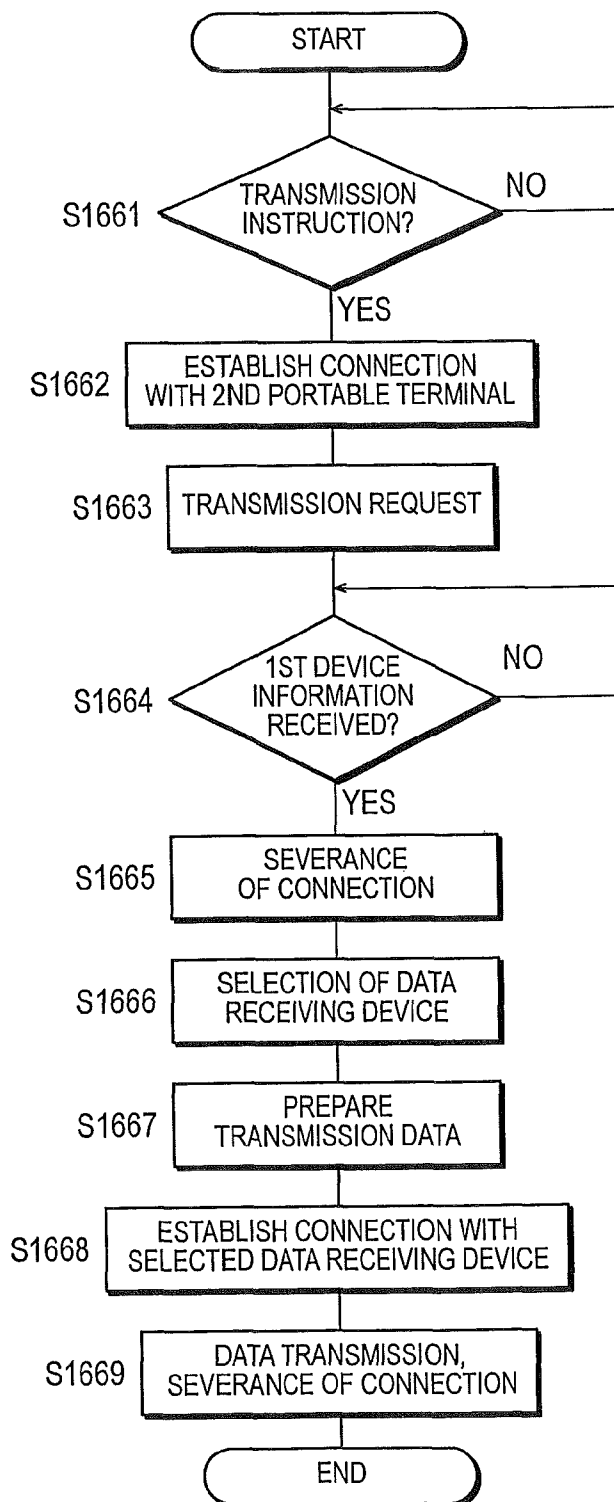 START
S1661
TRANSMISSION
INSTRUCTION?
NO
YES
S1662
ESTABLISH CONNECTION
WITH 2ND PORTABLE TERMINAL
S1663
TRANSMISSION REQUEST
S1664
1ST DEVICE
INFORMATION
RECEIVED?
NO
YES
S1665
SEVERANCE
OF CONNECTION
S1666
SELECTION OF DATA
RECEIVING DEVICE
S1667
PREPARE
TRANSMISSION DATA
S1668
ESTABLISH CONNECTION WITH
SELECTED DATA RECEIVING DEVICE
S1669
DATA TRANSMISSION,
SEVERANCE OF CONNECTION
END